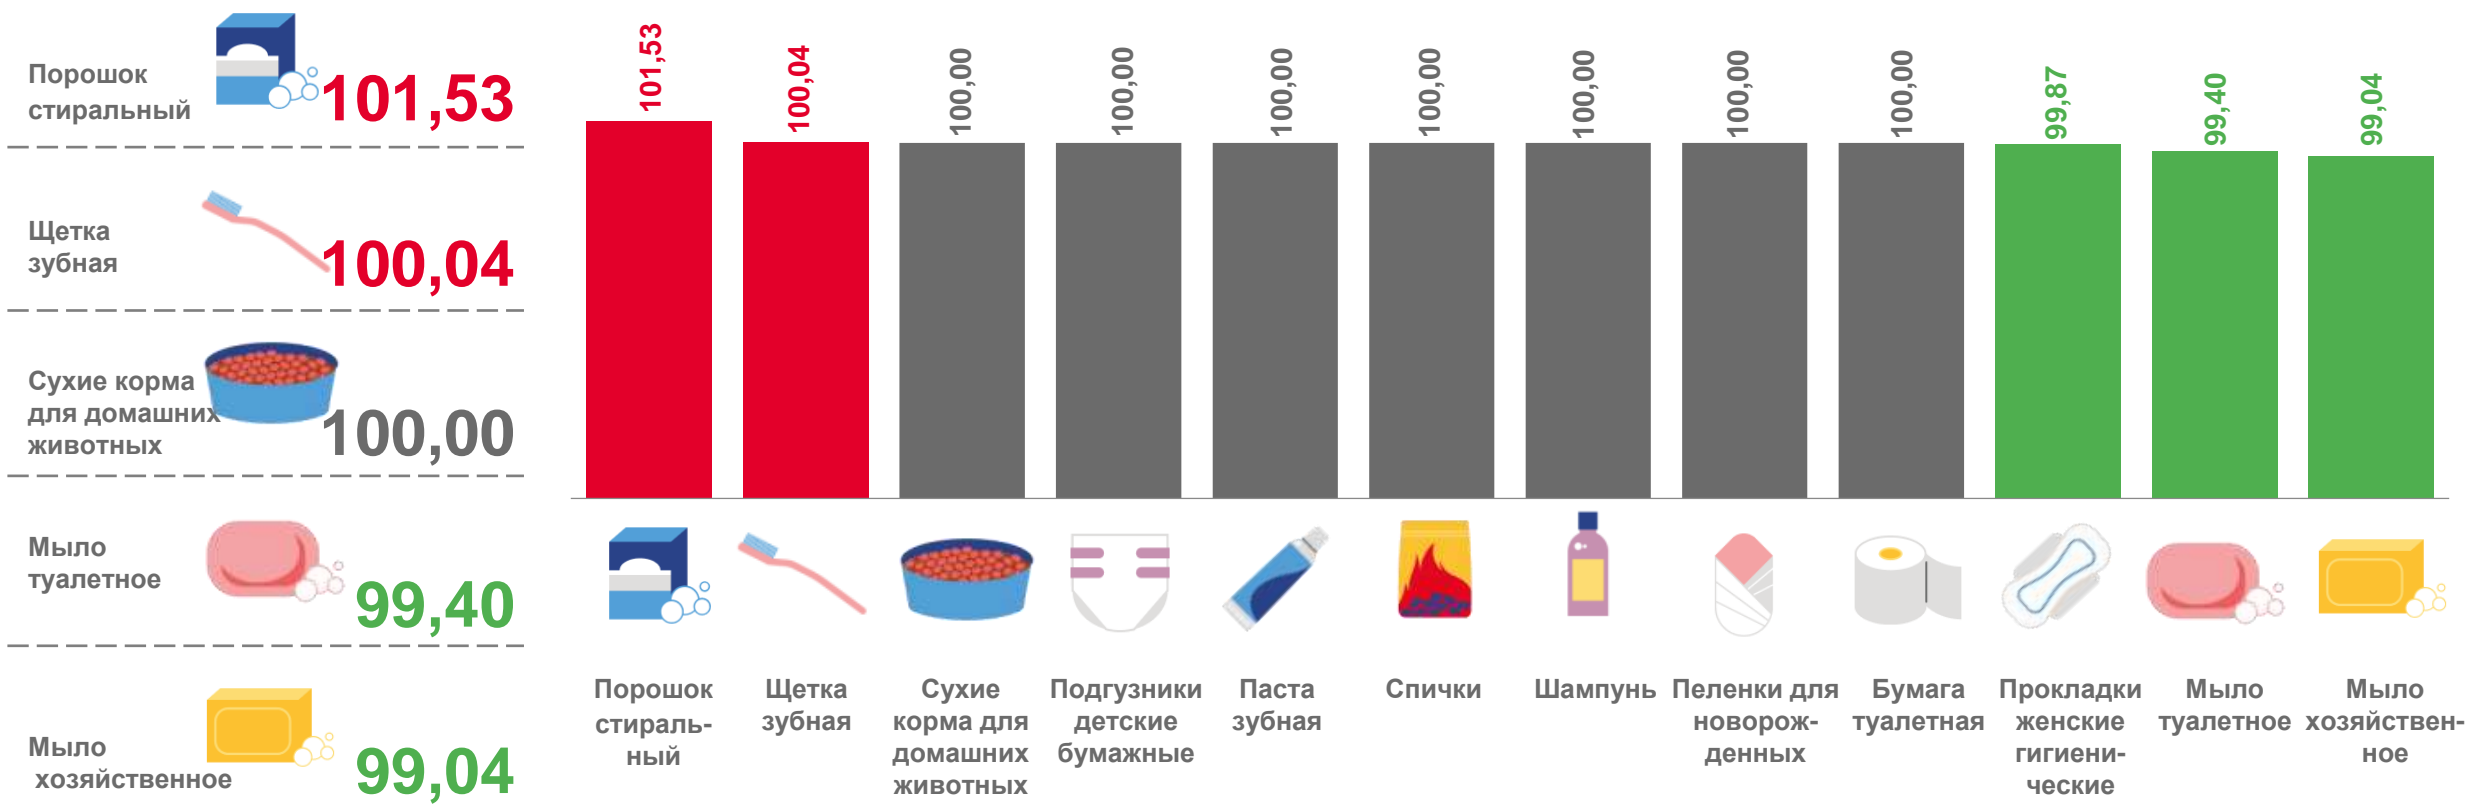 Порошок
стиральный
101,53
Щетка
зубная
100,04
Сухие корма
для домашних
животных
100,00
Мыло
туалетное
99,40
Мыло
хозяйственное
99,04
101,53
100,04
100,00
100,00
100,00
100,00
100,00
100,00
100,00
99,87
99,40
99,04
Порошок
стираль-
ный
Щетка
зубная
Сухие
корма для
домашних
животных
Подгузники
детские
бумажные
Паста
зубная
Спички
Шампунь
Пеленки для
новорож-
денных
Бумага
туалетная
Прокладки
женские
гигиени-
ческие
Мыло
туалетное
Мыло
хозяйствен-
ное